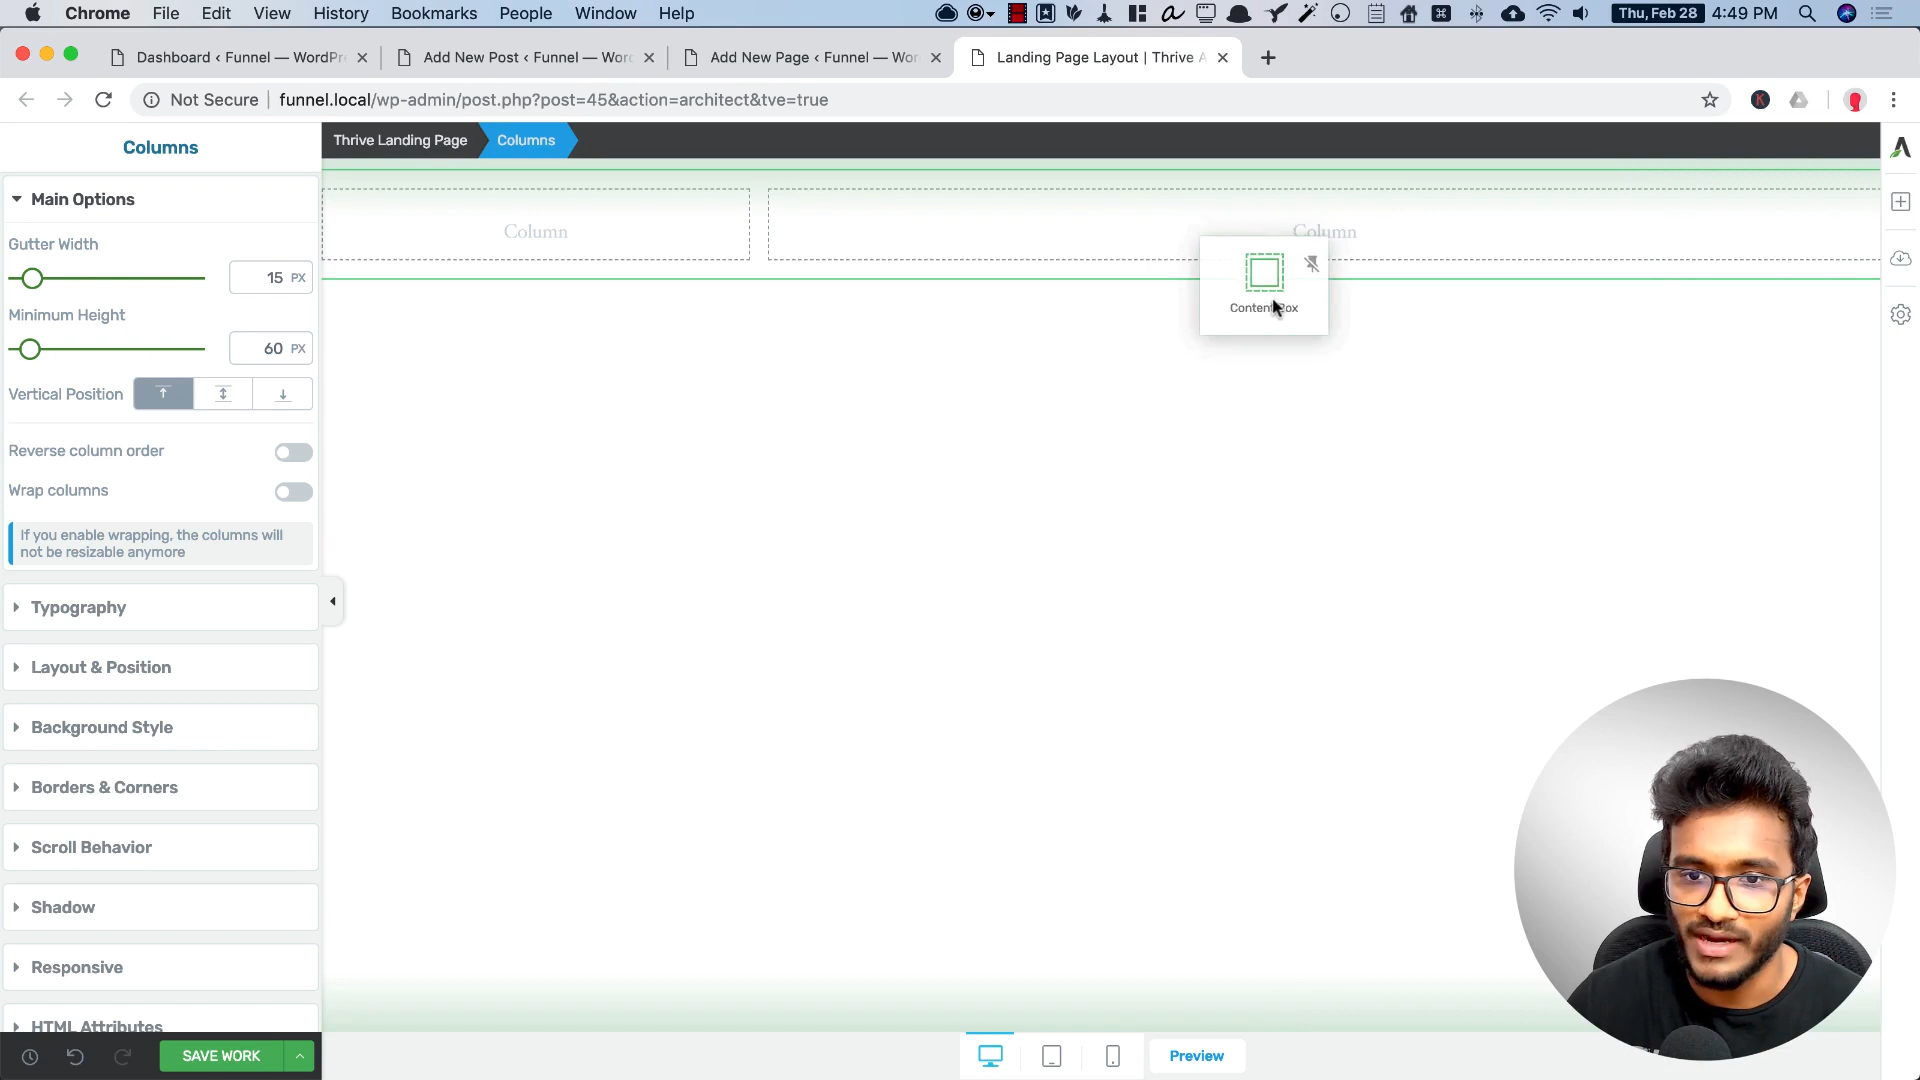 Chrome File Edit View History Bookmarks People Window Help Thu, Feb 28 4:49 PM
Dashboard ‹ Funnel — WordPr Add New Post ‹ Funnel — Wor Add New Page ‹ Funnel — Wor Landing Page Layout | Thrive A
Not Secure funnel.local/wp-admin/post.php?post=45&action=architect&tve=true
Columns
Thrive Landing Page Columns
Main Options
Column Column
Gutter Width
15 PX
Content Box
Minimum Height
60 PX
Vertical Position
Reverse column order
Wrap columns
If you enable wrapping, the columns will
not be resizable anymore
Typography
Layout & Position
Background Style
Borders & Corners
Scroll Behavior
Shadow
Responsive
HTML Attributes
SAVE WORK Preview